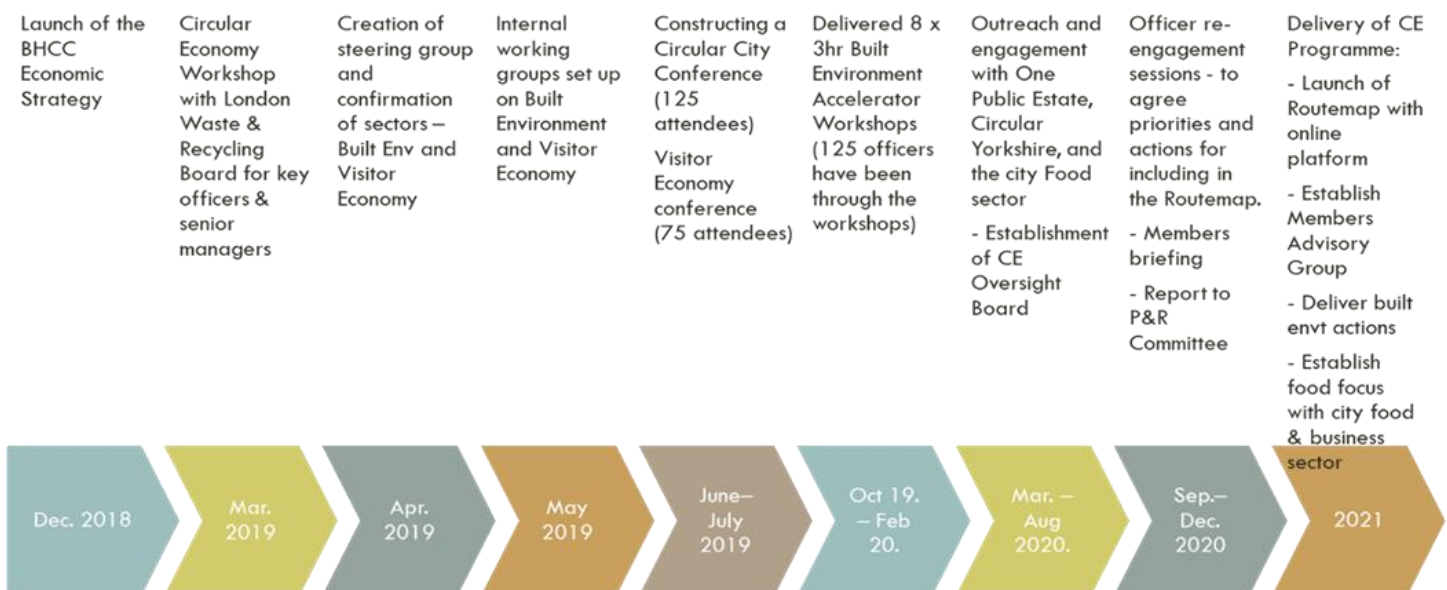 Launch of the
BHCC
Economic
Strategy
Circular
Economy
Workshop
with London
Waste &
Recycling
Board for key
officers &
senior
managers
Creation of
steering group
and
confirmation
of sectors –
Built Env and
Visitor
Economy
Internal
working
groups set up
on Built
Environment
and Visitor
Economy
Constructing a
Circular City
Conference
(125
attendees)
Visitor
Economy
conference
(75 attendees)
Delivered 8 x
3hr Built
Environment
Accelerator
Workshops
(125 officers
have been
through the
workshops)
Outreach and
engagement
with One
Public Estate,
Circular
Yorkshire, and
the city Food
sector
- Establishment
of CE
Oversight
Board
Officer re-
engagement
sessions - to
agree
priorities and
actions for
including in
the Routemap.
- Members
briefing
- Report to
P&R
Committee
Delivery of CE
Programme:
- Launch of
Routemap with
online
platform
- Establish
Members
Advisory
Group
- Deliver built
envt actions
- Establish
food focus
with city food
& business
sector
Dec. 2018
Mar.
2019
Apr.
2019
May
2019
June–
July
2019
Oct 19.
– Feb
20.
Mar. –
Aug
2020.
Sep.–
Dec.
2020
2021